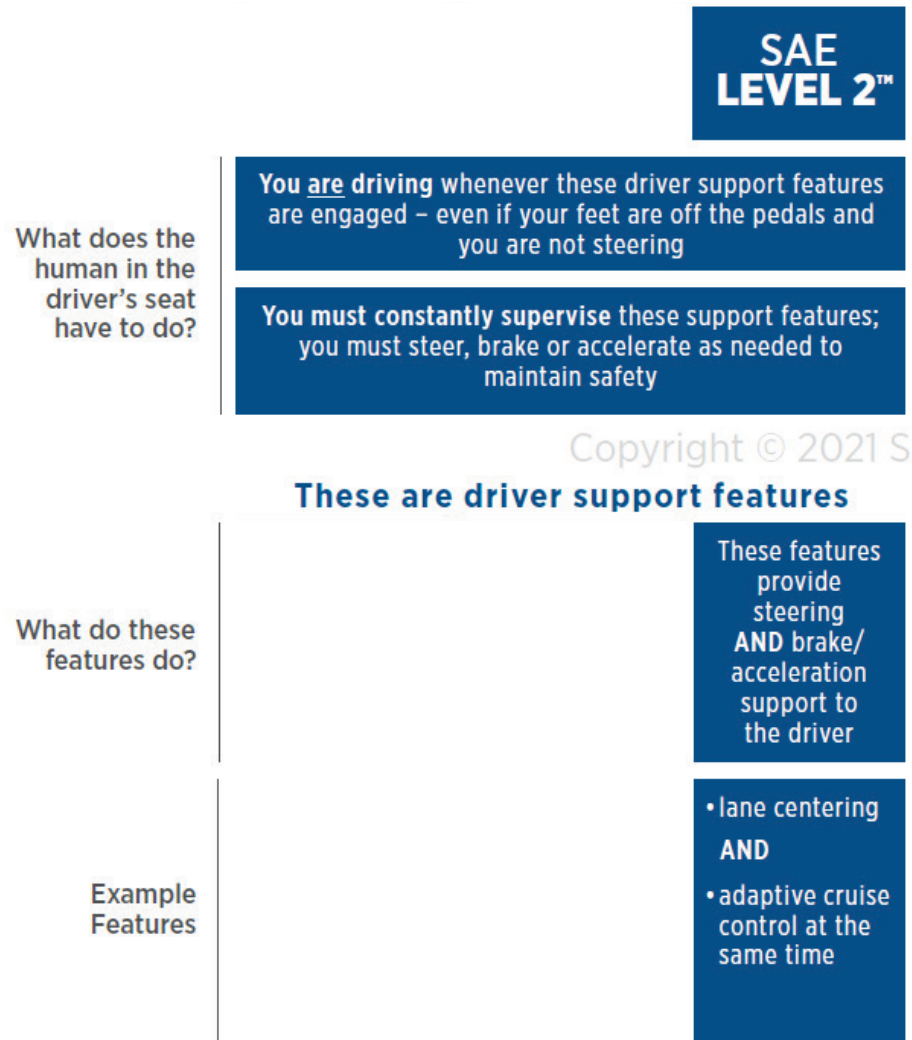 SAE
LEVEL 2™
What does the
human in the
driver's seat
have to do?
You are driving whenever these driver support features
are engaged – even if your feet are off the pedals and
you are not steering
You must constantly supervise these support features;
you must steer, brake or accelerate as needed to
maintain safety
Copyright © 2021 S
These are driver support features
What do these
features do?
These features
provide
steering
AND brake/
acceleration
support to
the driver
Example
Features
• lane centering
AND
• adaptive cruise
control at the
same time